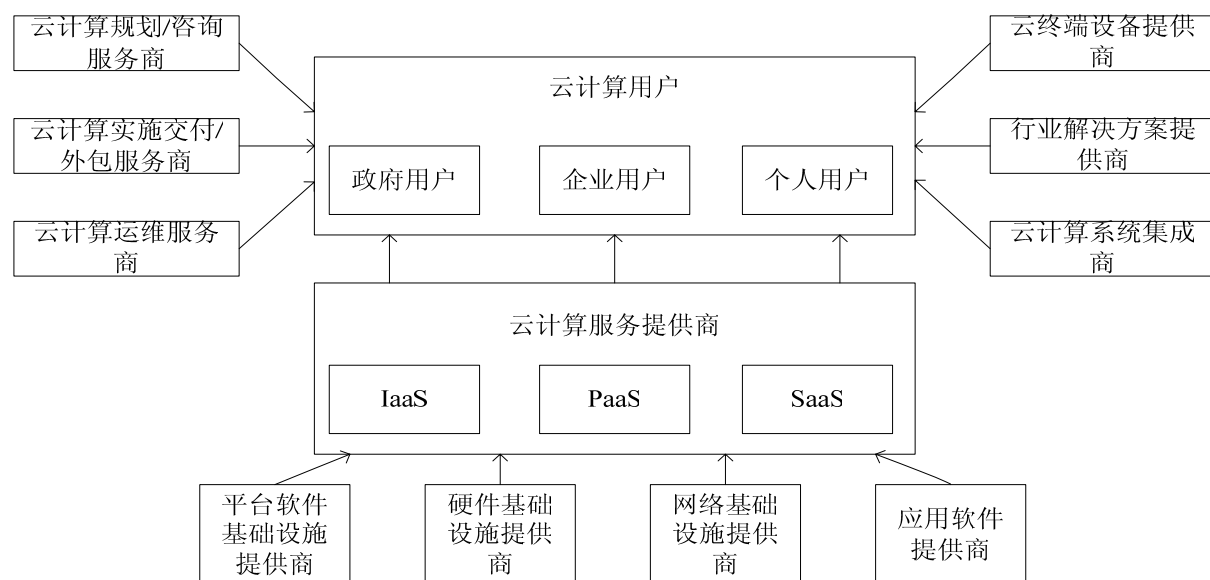 云计算规划/咨询
服务商
云终端设备提供
商
云计算用户
云计算实施交付/
外包服务商
行业解决方案提
供商
政府用户
企业用户
个人用户
云计算运维服务
商
云计算系统集成
商
云计算服务提供商
IaaS
PaaS
SaaS
平台软件
基础设施
提供商
硬件基础
设施提供
商
网络基础
设施提供
商
应用软件
提供商